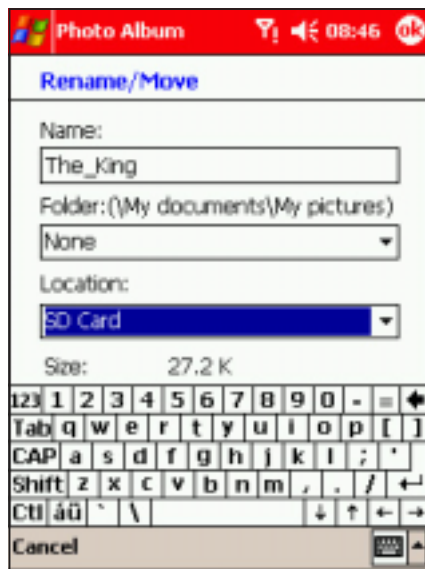 Photo Album 08:46 ok
Rename/Move
Name:
The_King
Folder:(\My documents\My pictures)
None
Location:
SD Card
Size: 27.2 K
123 1 2 3 4 5 6 7 8 9 0 - =
Tab q w e r t y u i o p [ ]
CAP a s d f g h j k l ; '
Shift z x c v b n m , . /
Ctl áü ` \
Cancel